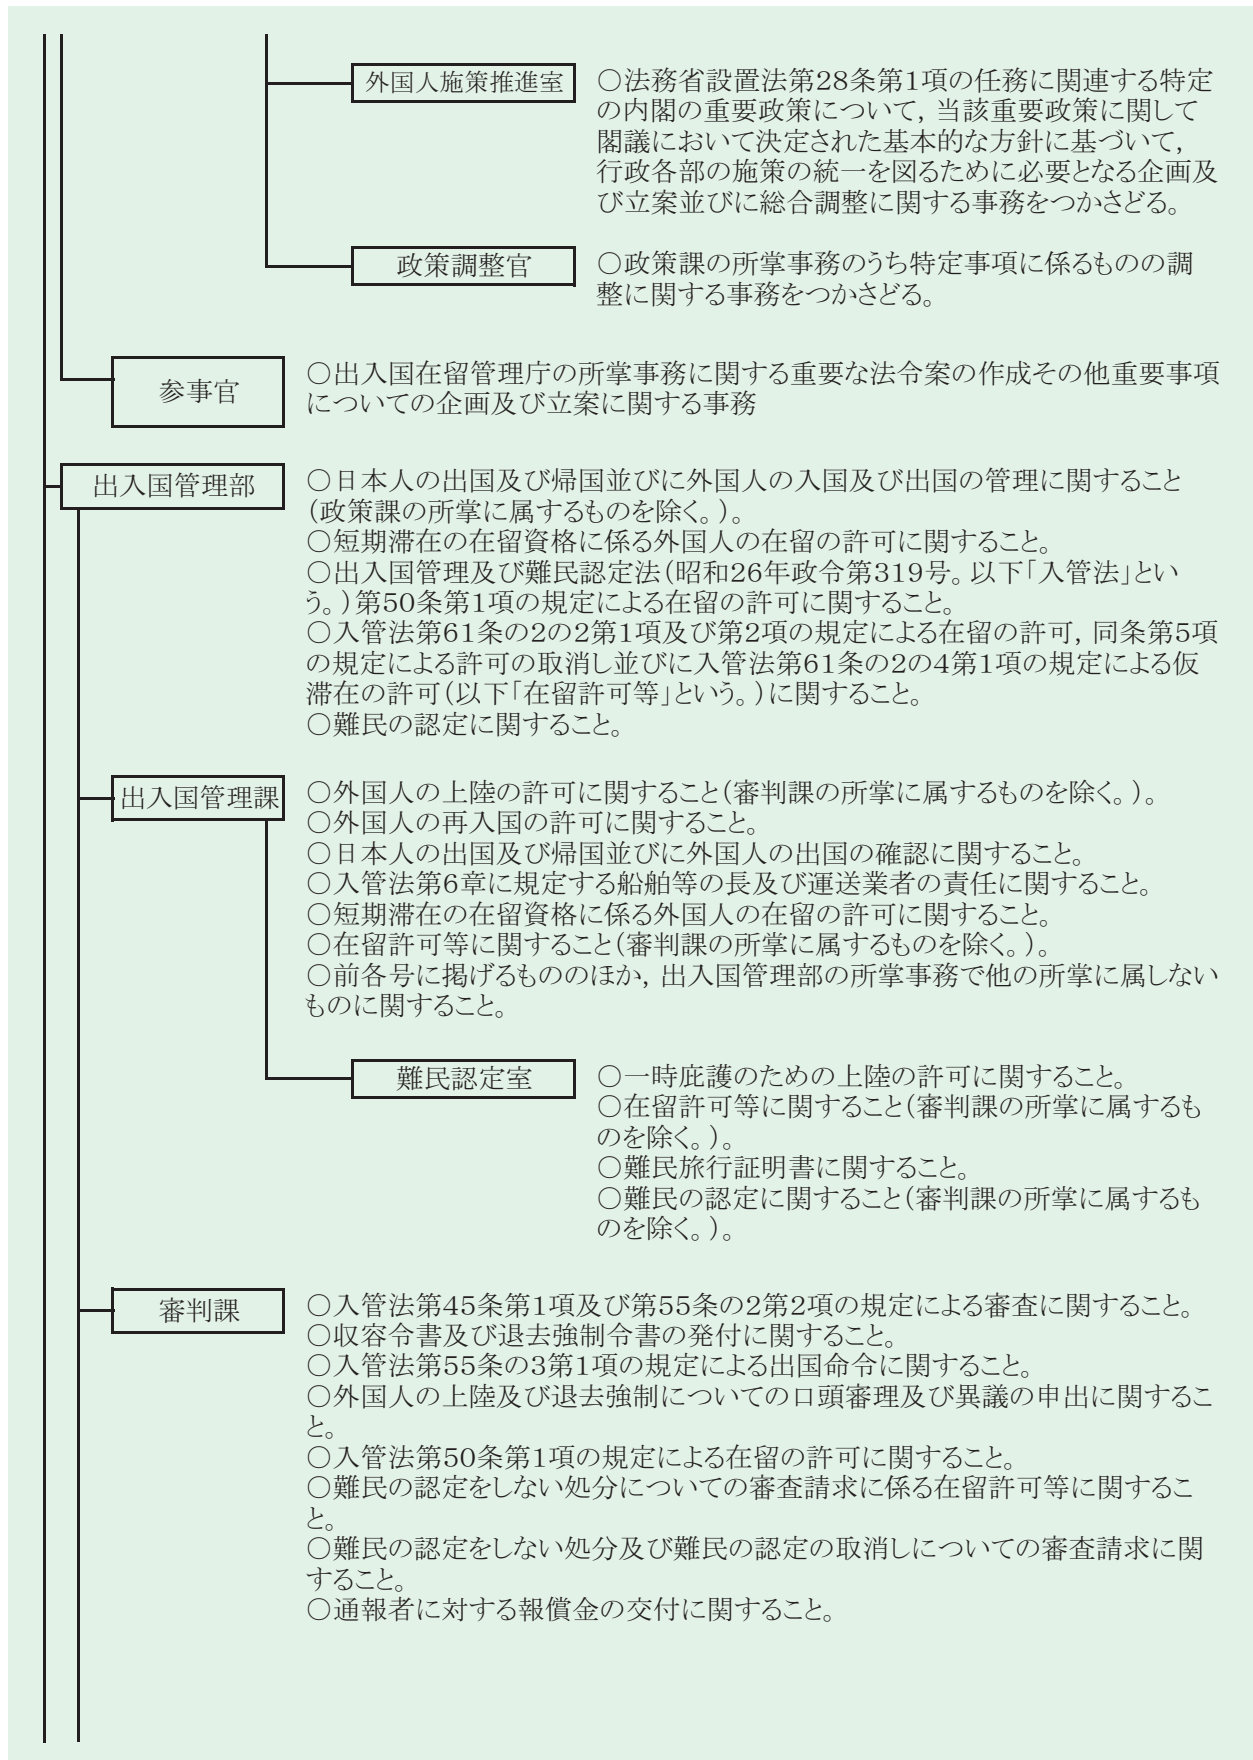 外国人施策推進室
○法務省設置法第28条第1項の任務に関連する特定
の内閣の重要政策について，当該重要政策に関して
閣議において決定された基本的な方針に基づいて，
行政各部の施策の統一を図るために必要となる企画及
び立案並びに総合調整に関する事務をつかさどる。
政策調整官
○政策課の所掌事務のうち特定事項に係るものの調
整に関する事務をつかさどる。
参事官
○出入国在留管理庁の所掌事務に関する重要な法令案の作成その他重要事項
についての企画及び立案に関する事務
出入国管理部
○日本人の出国及び帰国並びに外国人の入国及び出国の管理に関すること
（政策課の所掌に属するものを除く。）。
○短期滞在の在留資格に係る外国人の在留の許可に関すること。
○出入国管理及び難民認定法（昭和26年政令第319号。以下「入管法」とい
う。）第50条第1項の規定による在留の許可に関すること。
○入管法第61条の2の2第1項及び第2項の規定による在留の許可，同条第5項
の規定による許可の取消し並びに入管法第61条の2の4第1項の規定による仮
滞在の許可（以下「在留許可等」という。）に関すること。
○難民の認定に関すること。
出入国管理課
○外国人の上陸の許可に関すること（審判課の所掌に属するものを除く。）。
○外国人の再入国の許可に関すること。
○日本人の出国及び帰国並びに外国人の出国の確認に関すること。
○入管法第6章に規定する船舶等の長及び運送業者の責任に関すること。
○短期滞在の在留資格に係る外国人の在留の許可に関すること。
○在留許可等に関すること（審判課の所掌に属するものを除く。）。
○前各号に掲げるもののほか，出入国管理部の所掌事務で他の所掌に属しない
ものに関すること。
難民認定室
○一時庇護のための上陸の許可に関すること。
○在留許可等に関すること（審判課の所掌に属するも
のを除く。）。
○難民旅行証明書に関すること。
○難民の認定に関すること（審判課の所掌に属するも
のを除く。）。
審判課
○入管法第45条第1項及び第55条の2第2項の規定による審査に関すること。
○収容令書及び退去強制令書の発付に関すること。
○入管法第55条の3第1項の規定による出国命令に関すること。
○外国人の上陸及び退去強制についての口頭審理及び異議の申出に関するこ
と。
○入管法第50条第1項の規定による在留の許可に関すること。
○難民の認定をしない処分についての審査請求に係る在留許可等に関するこ
と。
○難民の認定をしない処分及び難民の認定の取消しについての審査請求に関
すること。
○通報者に対する報償金の交付に関すること。